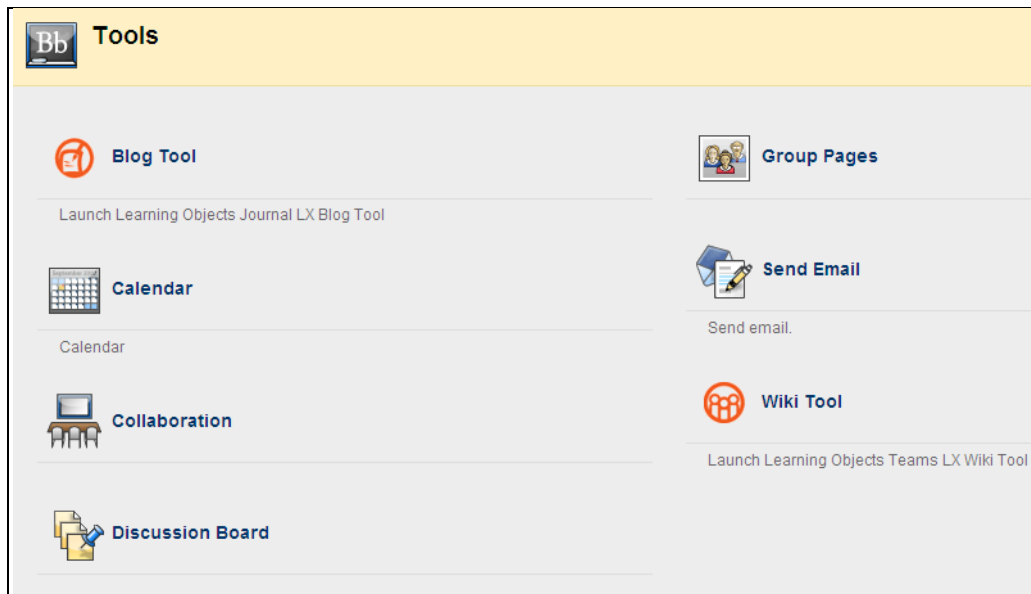 Bb Tools
Blog Tool
Launch Learning Objects Journal LX Blog Tool
Calendar
Calendar
Collaboration
Discussion Board
Group Pages
Send Email
Send email.
Wiki Tool
Launch Learning Objects Teams LX Wiki Tool